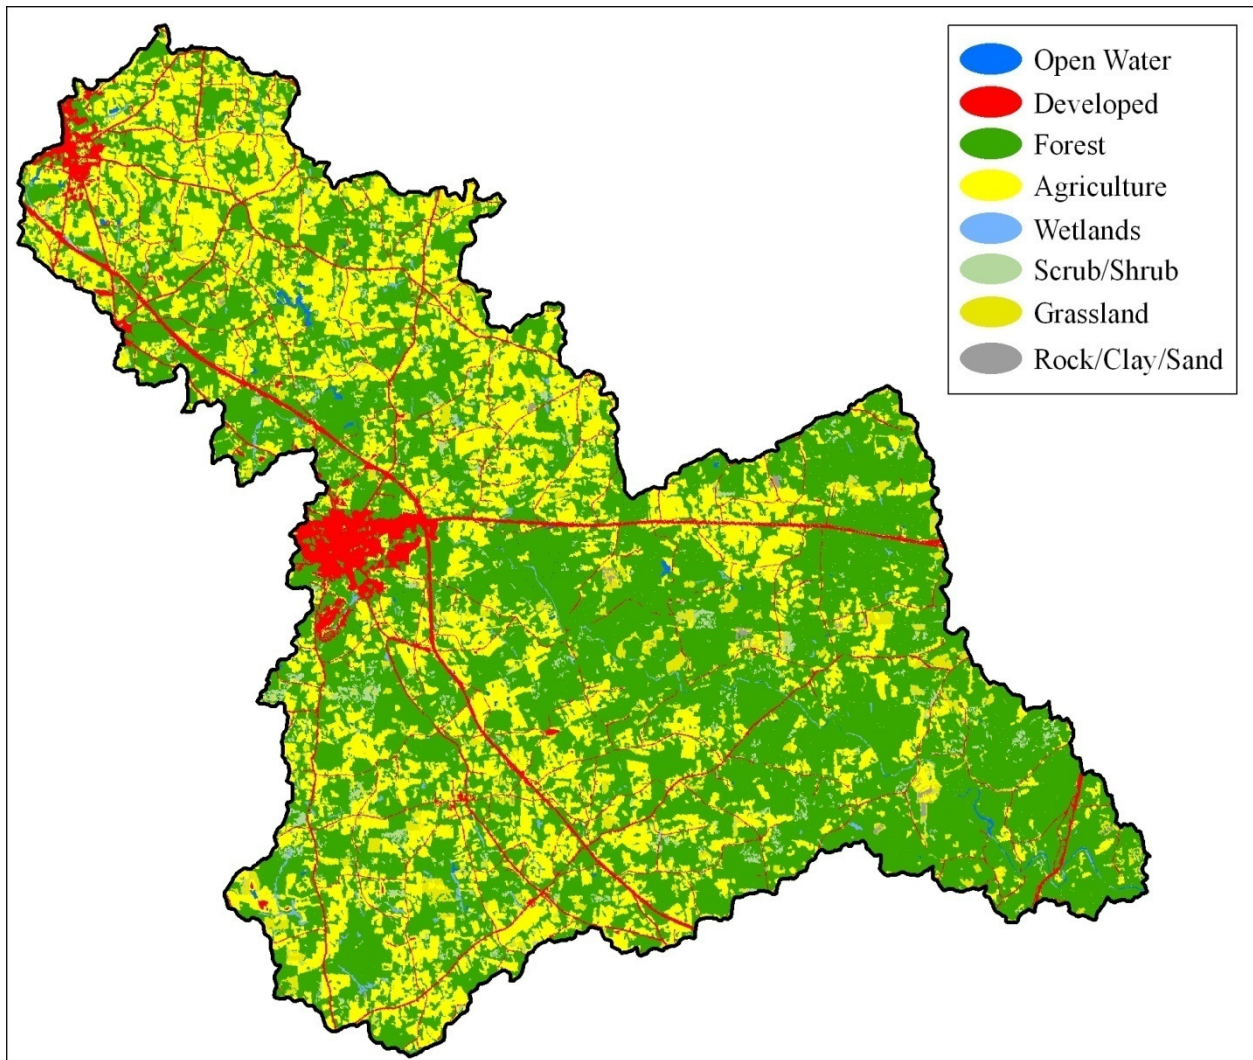 Open Water
Developed
Forest
Agriculture
Wetlands
Scrub/Shrub
Grassland
Rock/Clay/Sand